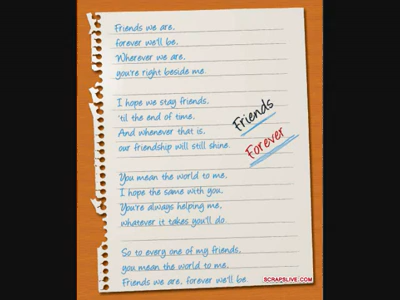 Friends we are,
forever we'll be.
Wherever we are,
you're right beside me.
I hope we stay friends,
'til the end of time,
And whenever that is,
our friendship will still shine.
Friends
Forever
You mean the world to me,
I hope the same with you,
You're always helping me,
whatever it takes you'll do.
So to every one of my friends,
you mean the world to me,
Friends we are, forever we'll be.
SCRAPSLIVE.COM